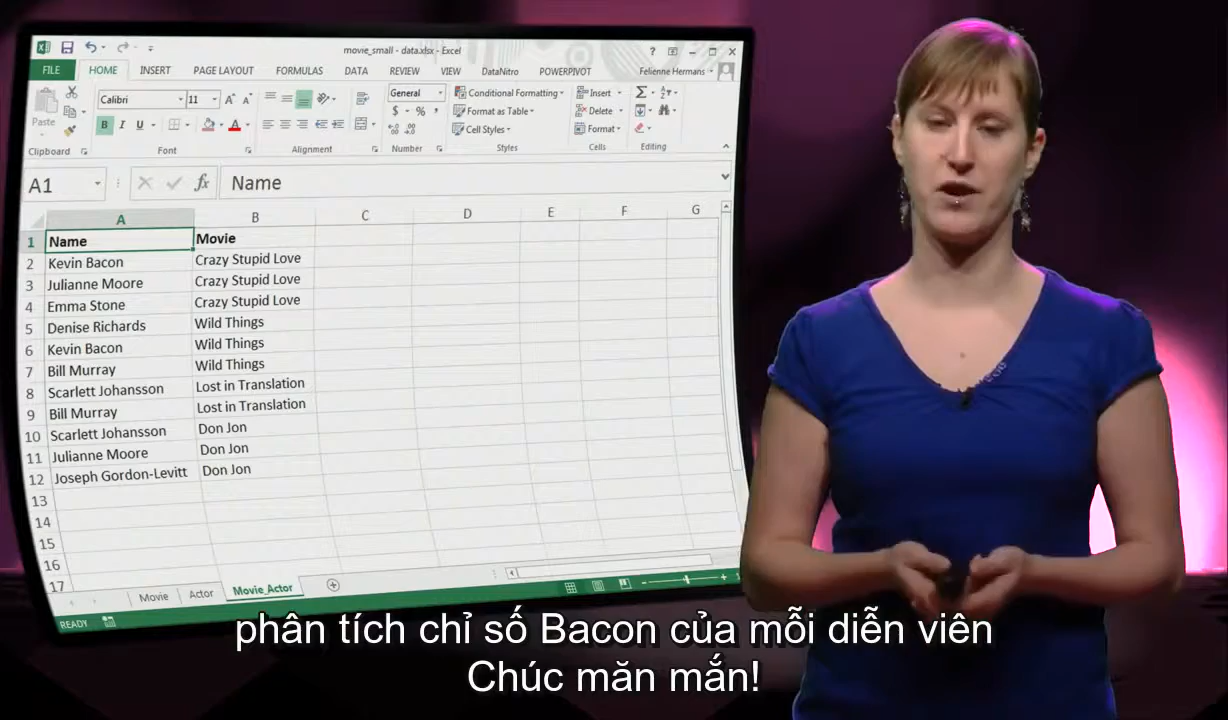 movie_small - data.xlsx - Excel
FILE HOME INSERT PAGE LAYOUT FORMULAS DATA REVIEW VIEW DataNitro POWERPIVOT Felienne Hermans
Calibri 11 General Conditional Formatting Insert
Paste $ % , Format as Table Delete
B I U A Cell Styles Format
Clipboard Font Alignment Number Styles Cells Editing
A1 fx Name
A B C D E F G
1 Name Movie
2 Kevin Bacon Crazy Stupid Love
3 Julianne Moore Crazy Stupid Love
4 Emma Stone Crazy Stupid Love
5 Denise Richards Wild Things
6 Kevin Bacon Wild Things
7 Bill Murray Wild Things
8 Scarlett Johansson Lost in Translation
9 Bill Murray Lost in Translation
10 Scarlett Johansson Don Jon
11 Julianne Moore Don Jon
12 Joseph Gordon-Levitt Don Jon
13
14
15
16
17
Movie Actor Movie_Actor
READY
phân tích chỉ số Bacon của mỗi diễn viên
Chúc măn mắn!